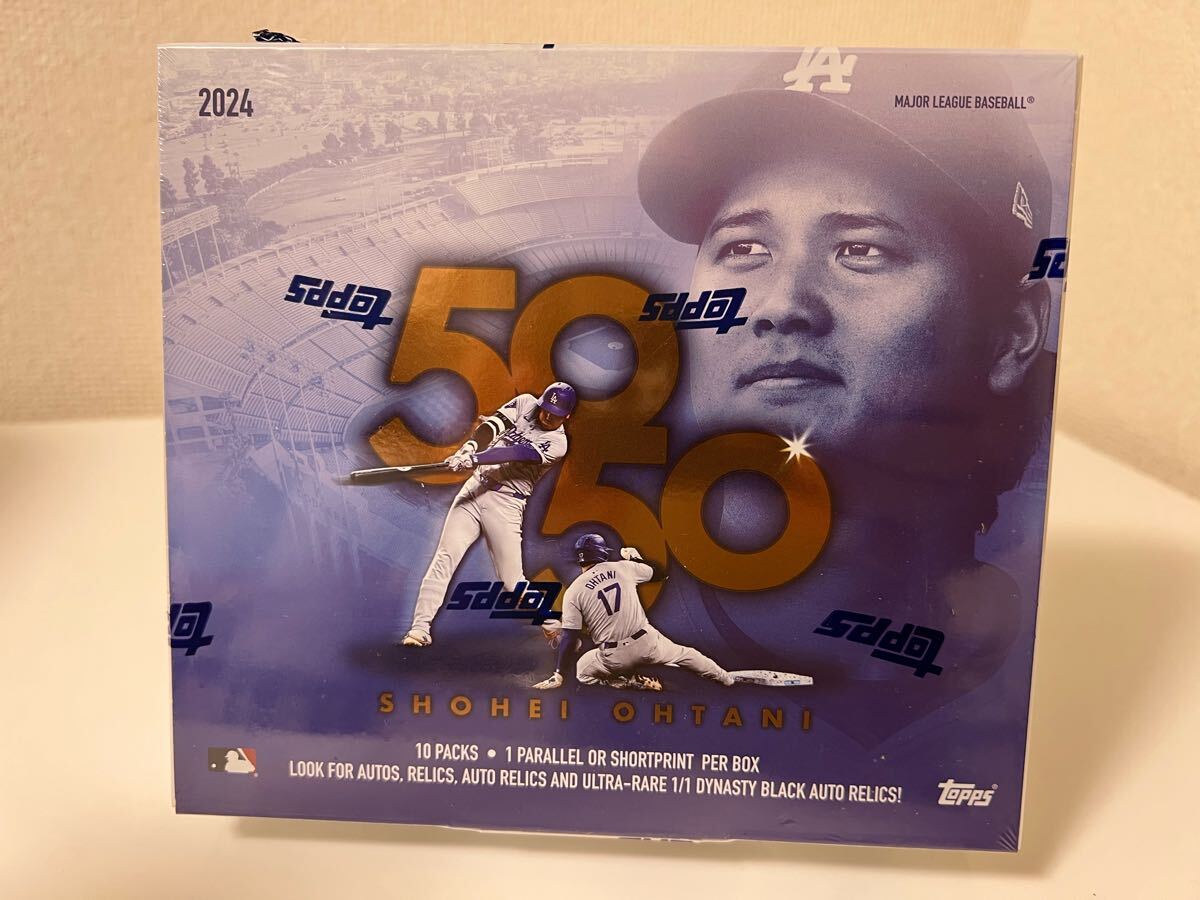 2024
LA
MAJOR LEAGUE BASEBALL®
50
50
Topps
Topps
Topps
Topps
LA
OHTANI
17
SHOHEI OHTANI
10 PACKS • 1 PARALLEL OR SHORTPRINT PER BOX
LOOK FOR AUTOS, RELICS, AUTO RELICS AND ULTRA-RARE 1/1 DYNASTY BLACK AUTO RELICS!
Topps®